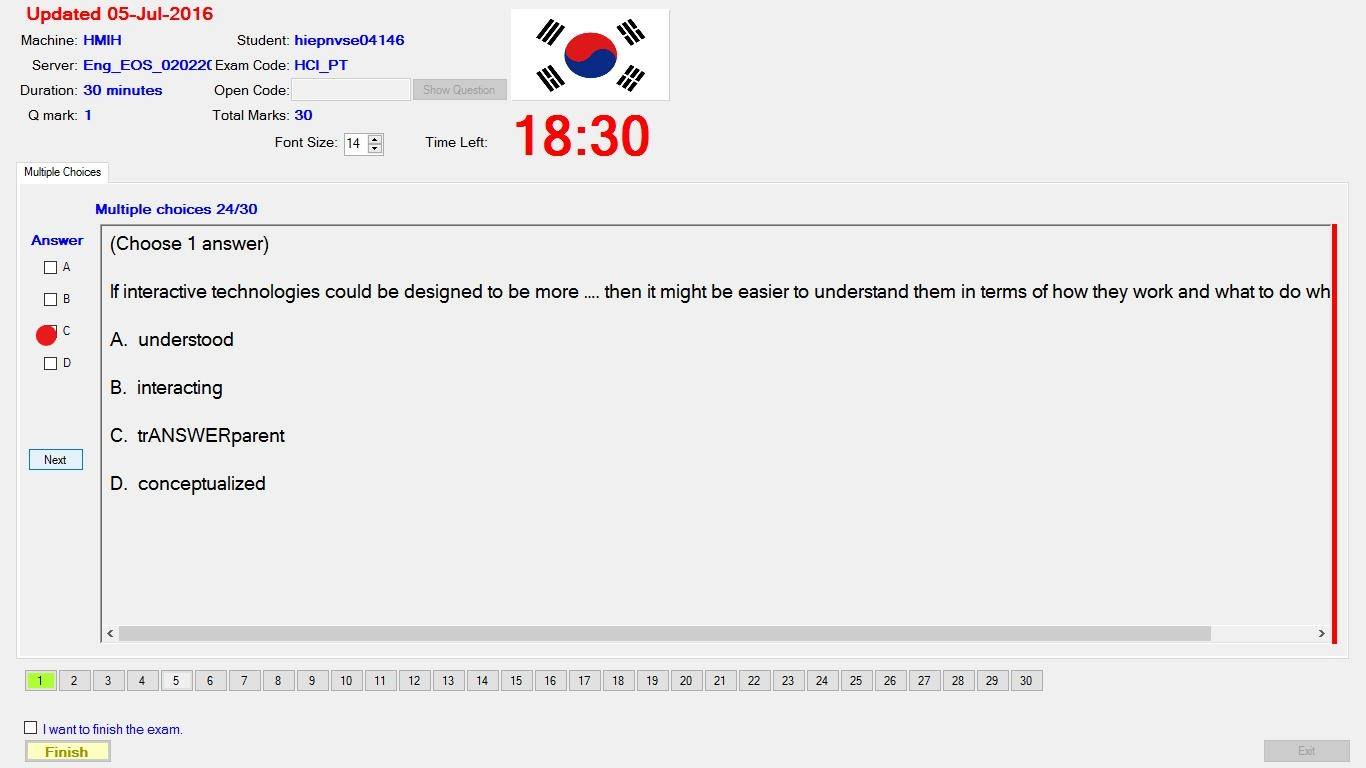 Updated 05-Jul-2016
Machine: HMIH Student: hiepnvse04146
Server: Eng_EOS_02022 Exam Code: HCI_PT
Duration: 30 minutes Open Code: Show Question
Q mark: 1 Total Marks: 30
Font Size: 14 Time Left: 18:30
Multiple Choices
Multiple choices 24/30
Answer
(Choose 1 answer)
A
If interactive technologies could be designed to be more .... then it might be easier to understand them in terms of how they work and what to do wh
B
C
A. understood
D
B. interacting
C. trANSWERparent
Next
D. conceptualized
1 2 3 4 5 6 7 8 9 10 11 12 13 14 15 16 17 18 19 20 21 22 23 24 25 26 27 28 29 30
I want to finish the exam.
Finish Exit